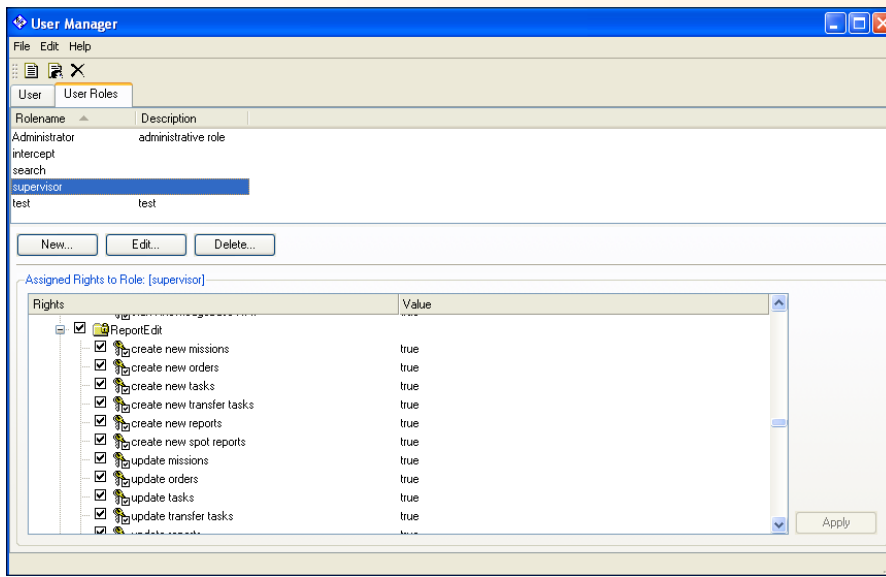 User Manager
File Edit Help
User User Roles
Rolename Description
Administrator administrative role
intercept
search
supervisor
test test
New... Edit... Delete...
Assigned Rights to Role: [supervisor]
Rights Value
ReportEdit
create new missions true
create new orders true
create new tasks true
create new transfer tasks true
create new reports true
create new spot reports true
update missions true
update orders true
update tasks true
update transfer tasks true
Apply